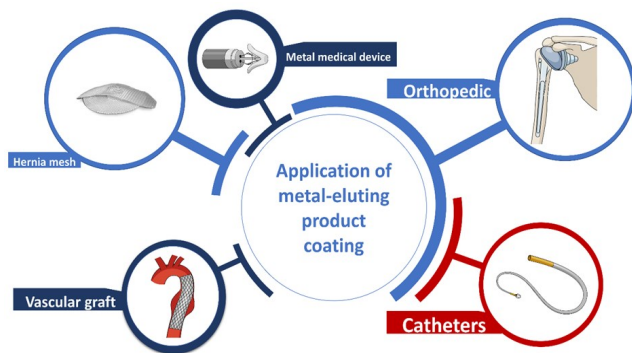 Metal medical device
Orthopedic
Hernia mesh
Application of
metal-eluting
product
coating
Vascular graft
Catheters